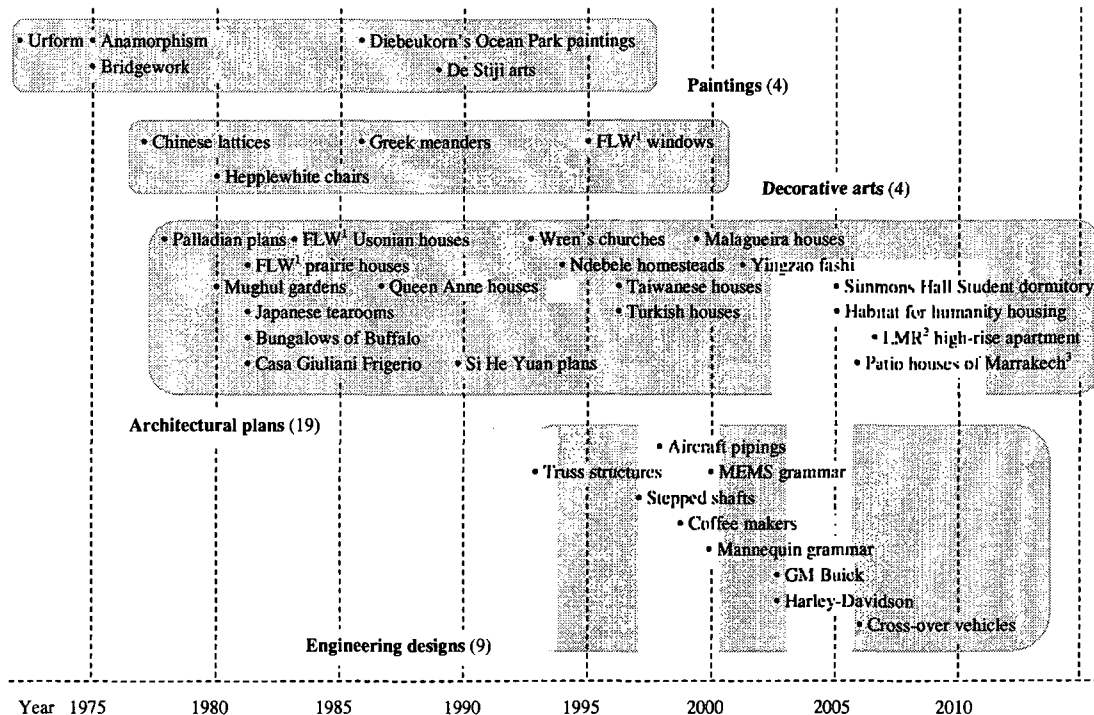 • Urform • Anamorphism • Diebeukorn's Ocean Park paintings
• Bridgework • De Stiji arts
Paintings (4)
• Chinese lattices • Greek meanders • FLW¹ windows
• Hepplewhite chairs
Decorative arts (4)
• Palladian plans • FLW¹ Usonian houses • Wren's churches • Malagueira houses
• FLW¹ prairie houses • Ndebele homesteads • Yingzao fashi
• Mughul gardens • Queen Anne houses • Taiwanese houses • Simmons Hall Student dormitory
• Japanese tearooms • Turkish houses • Habitat for humanity housing
• Bungalows of Buffalo • LMR² high-rise apartment
• Casa Giuliani Frigerio • Si He Yuan plans • Patio houses of Marrakech³
Architectural plans (19)
• Aircraft pipings
• Truss structures • MEMS grammar
• Stepped shafts
• Coffee makers
• Mannequin grammar
• GM Buick
• Harley-Davidson
• Cross-over vehicles
Engineering designs (9)
Year 1975 1980 1985 1990 1995 2000 2005 2010